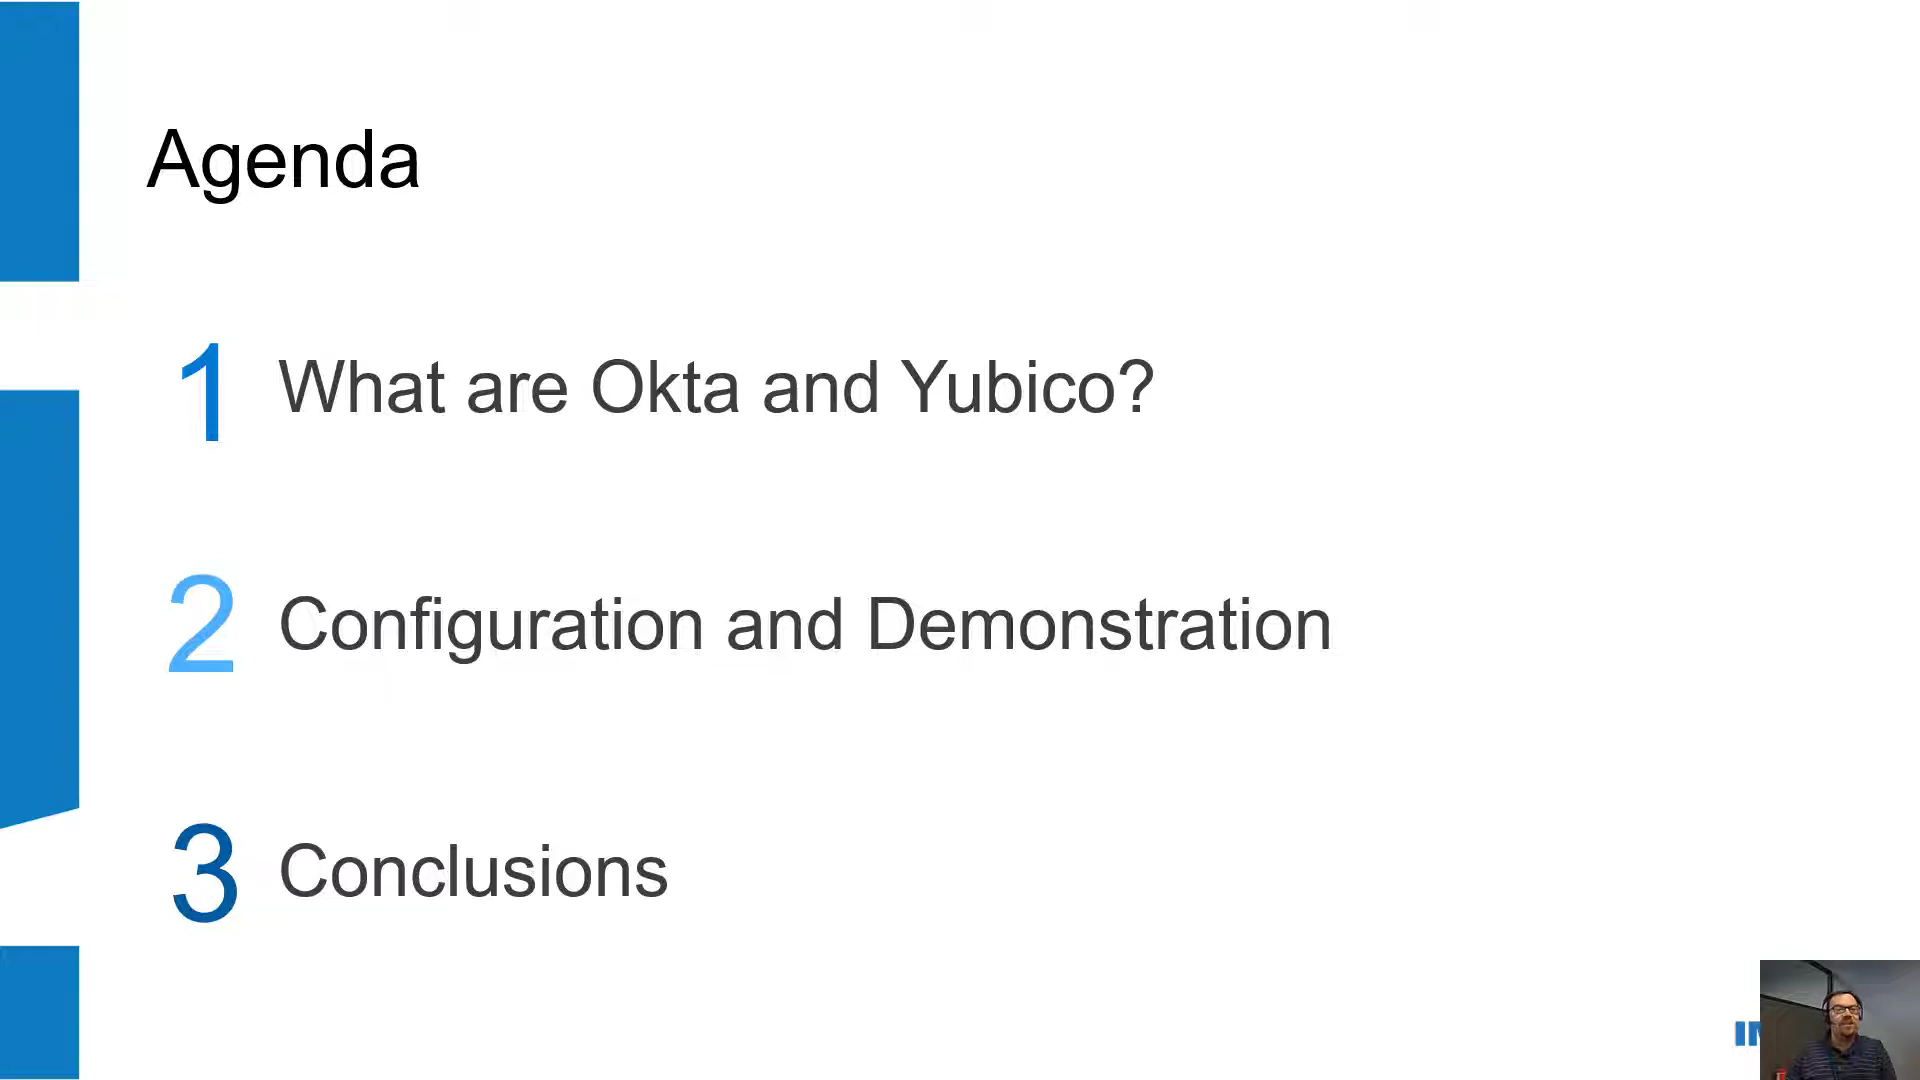 Agenda
1 What are Okta and Yubico?
2 Configuration and Demonstration
3 Conclusions